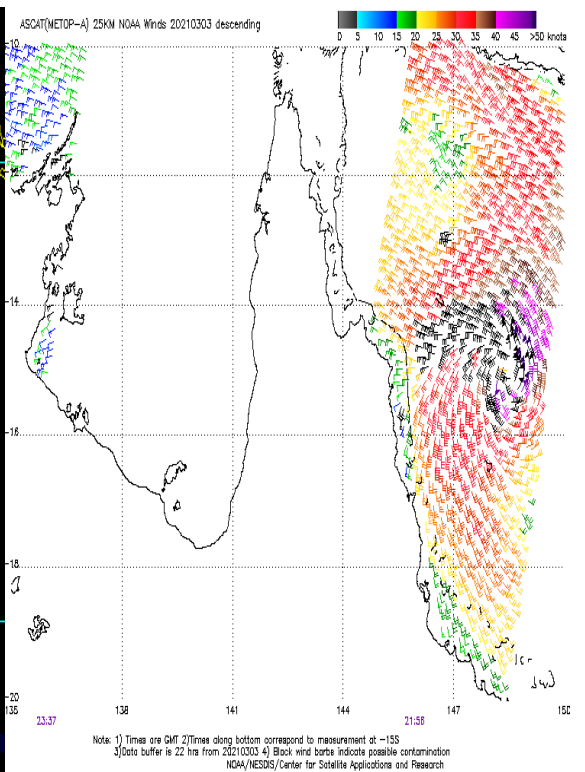 ASCAT(METOP-A) 25KM NOAA Winds 20210303 descending
0 5 10 15 20 25 30 35 40 45 >50 knots
-10
-14
-16
-18
-20
135 138 141 144 147 150
23:37 21:58
Note: 1) Times are GMT 2)Times along bottom correspond to measurement at -15S
3)Data buffer is 22 hrs from 20210303 4) Black wind barbs indicate possible contamination
NOAA/NESDIS/Center for Satellite Applications and Research